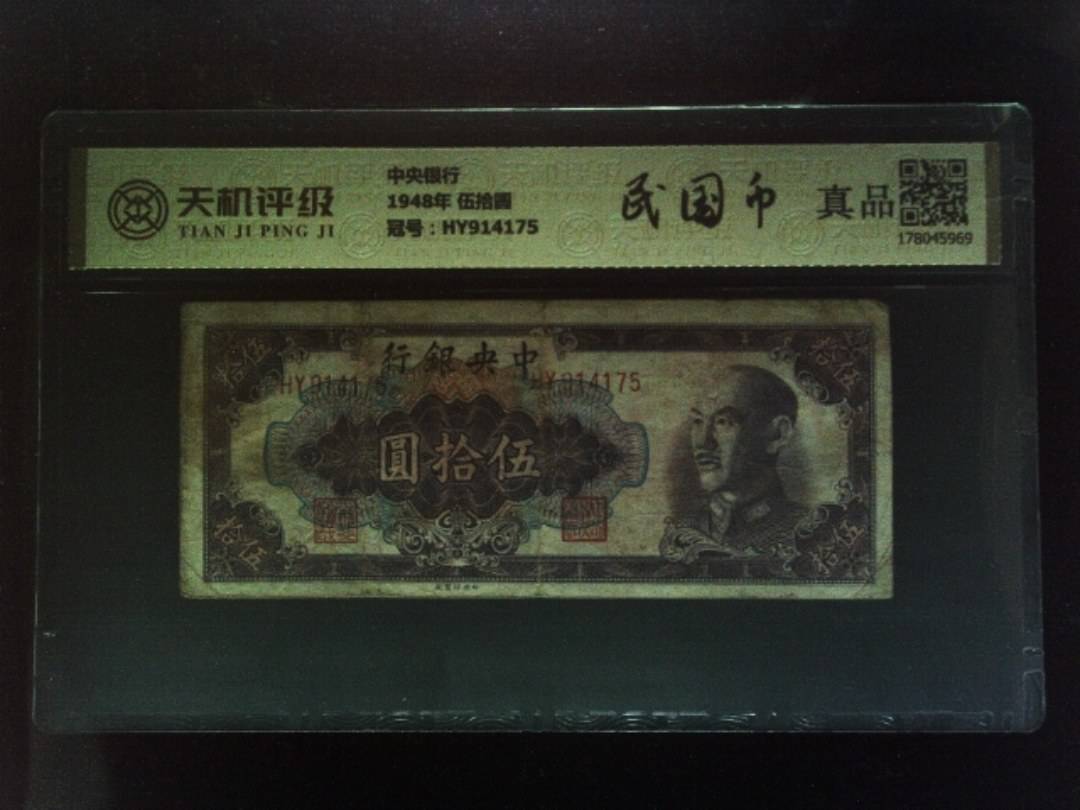 天机评级
TIAN JI PING JI
中央银行
1948年 伍拾圓
冠号：HY914175
民国币
真品
178045969
行銀央中
HY914175
HY914175
圓拾伍
拾伍
拾伍
拾伍
拾伍